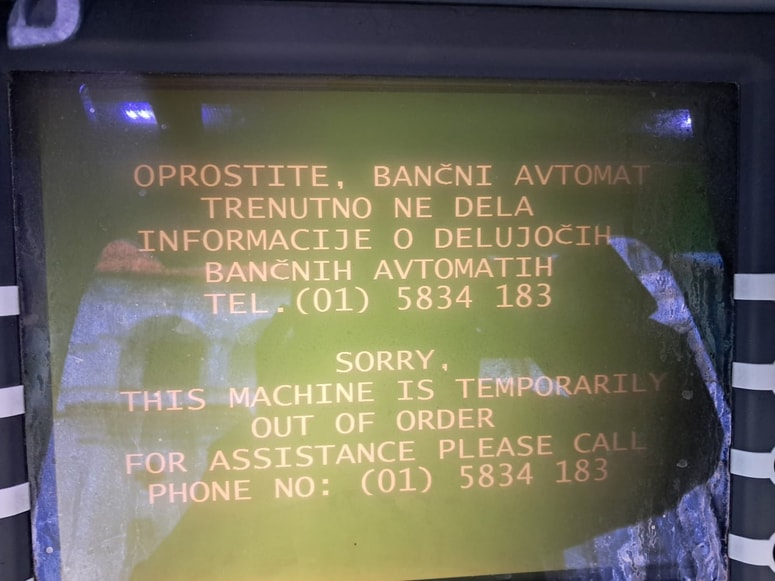 OPROSTITE, BANČNI AVTOMAT
TRENUTNO NE DELA
INFORMACIJE O DELUJOČIH
BANČNIH AVTOMATIH
TEL.(01) 5834 183
SORRY,
THIS MACHINE IS TEMPORARILY
OUT OF ORDER
FOR ASSISTANCE PLEASE CALL
PHONE NO: (01) 5834 183